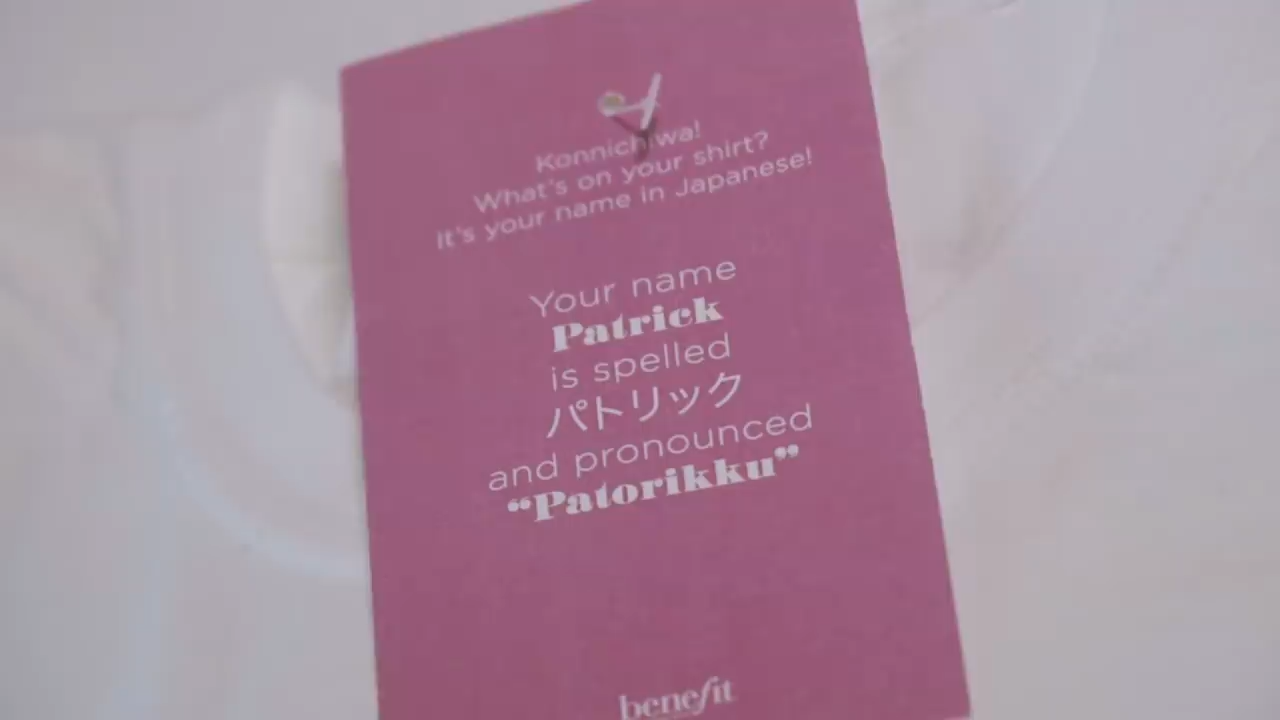 Konnichiwa!
What's on your shirt?
It's your name in Japanese!
Your name
Patrick
is spelled
パトリック
and pronounced
“Patorikku”
benefit